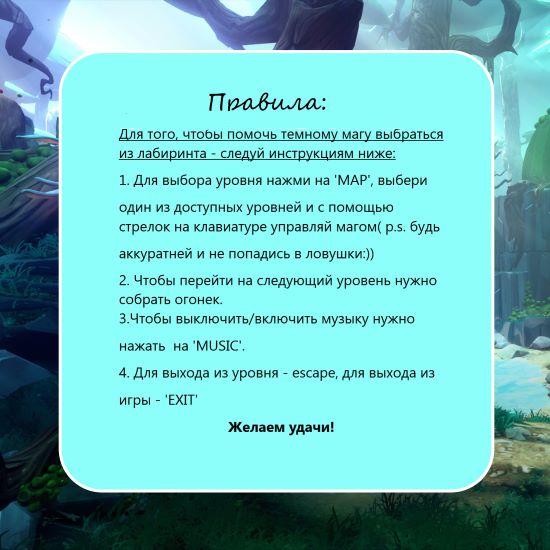 Правила:
Для того, чтобы помочь темному магу выбраться
из лабиринта - следуй инструкциям ниже:
1. Для выбора уровня нажми на 'MAP', выбери
один из доступных уровней и с помощью
стрелок на клавиатуре управляй магом( p.s. будь
аккуратней и не попадись в ловушки:))
2. Чтобы перейти на следующий уровень нужно
собрать огонек.
3.Чтобы выключить/включить музыку нужно
нажать на 'MUSIC'.
4. Для выхода из уровня - escape, для выхода из
игры - 'EXIT'
Желаем удачи!